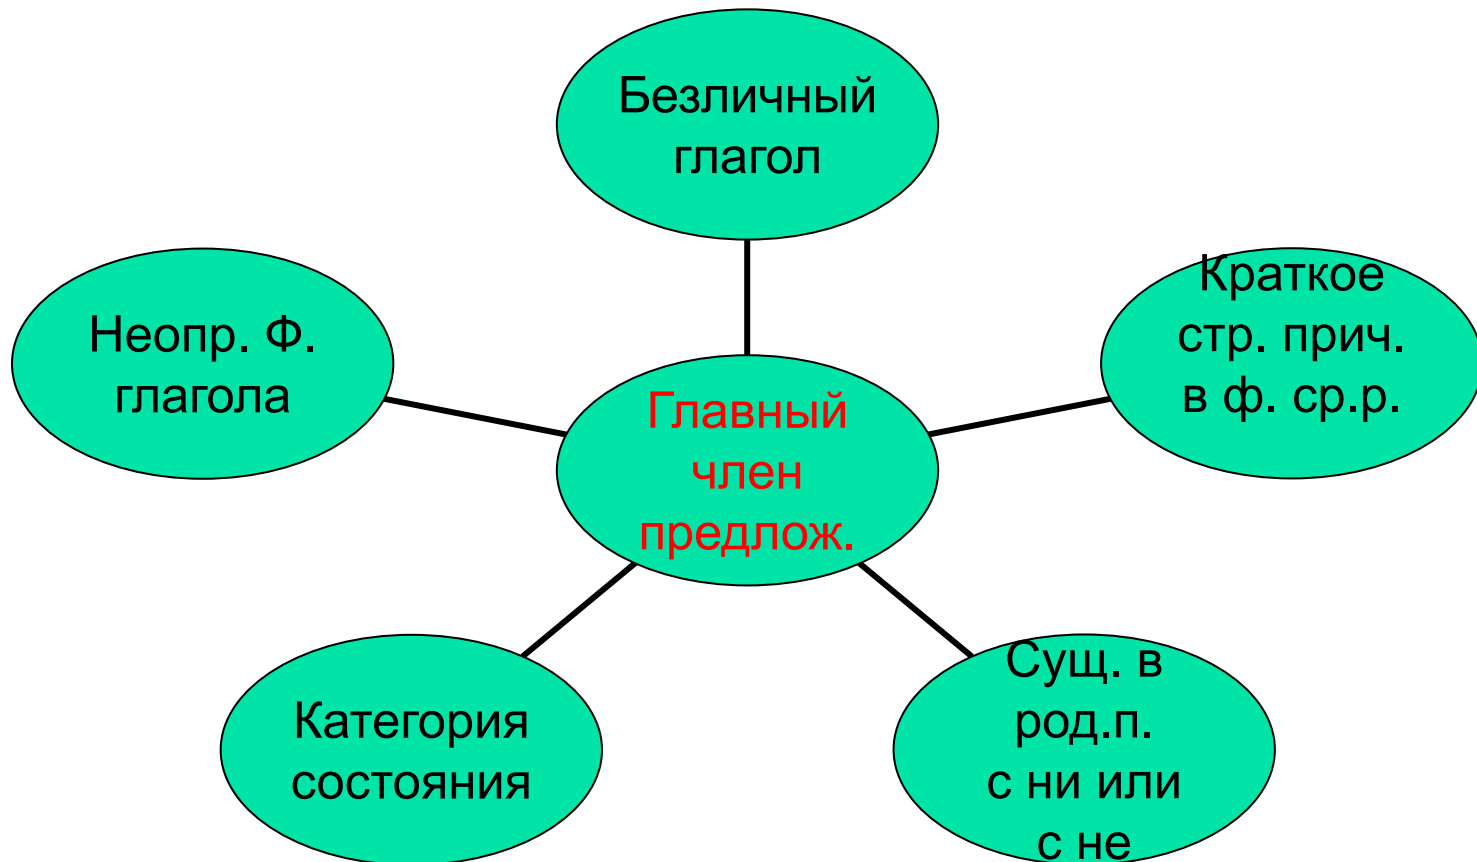 Безличный
глагол
Неопр. Ф.
глагола
Краткое
стр. прич.
в ф. ср.р.
Главный
член
предлож.
Категория
состояния
Сущ. в
род.п.
с ни или
с не